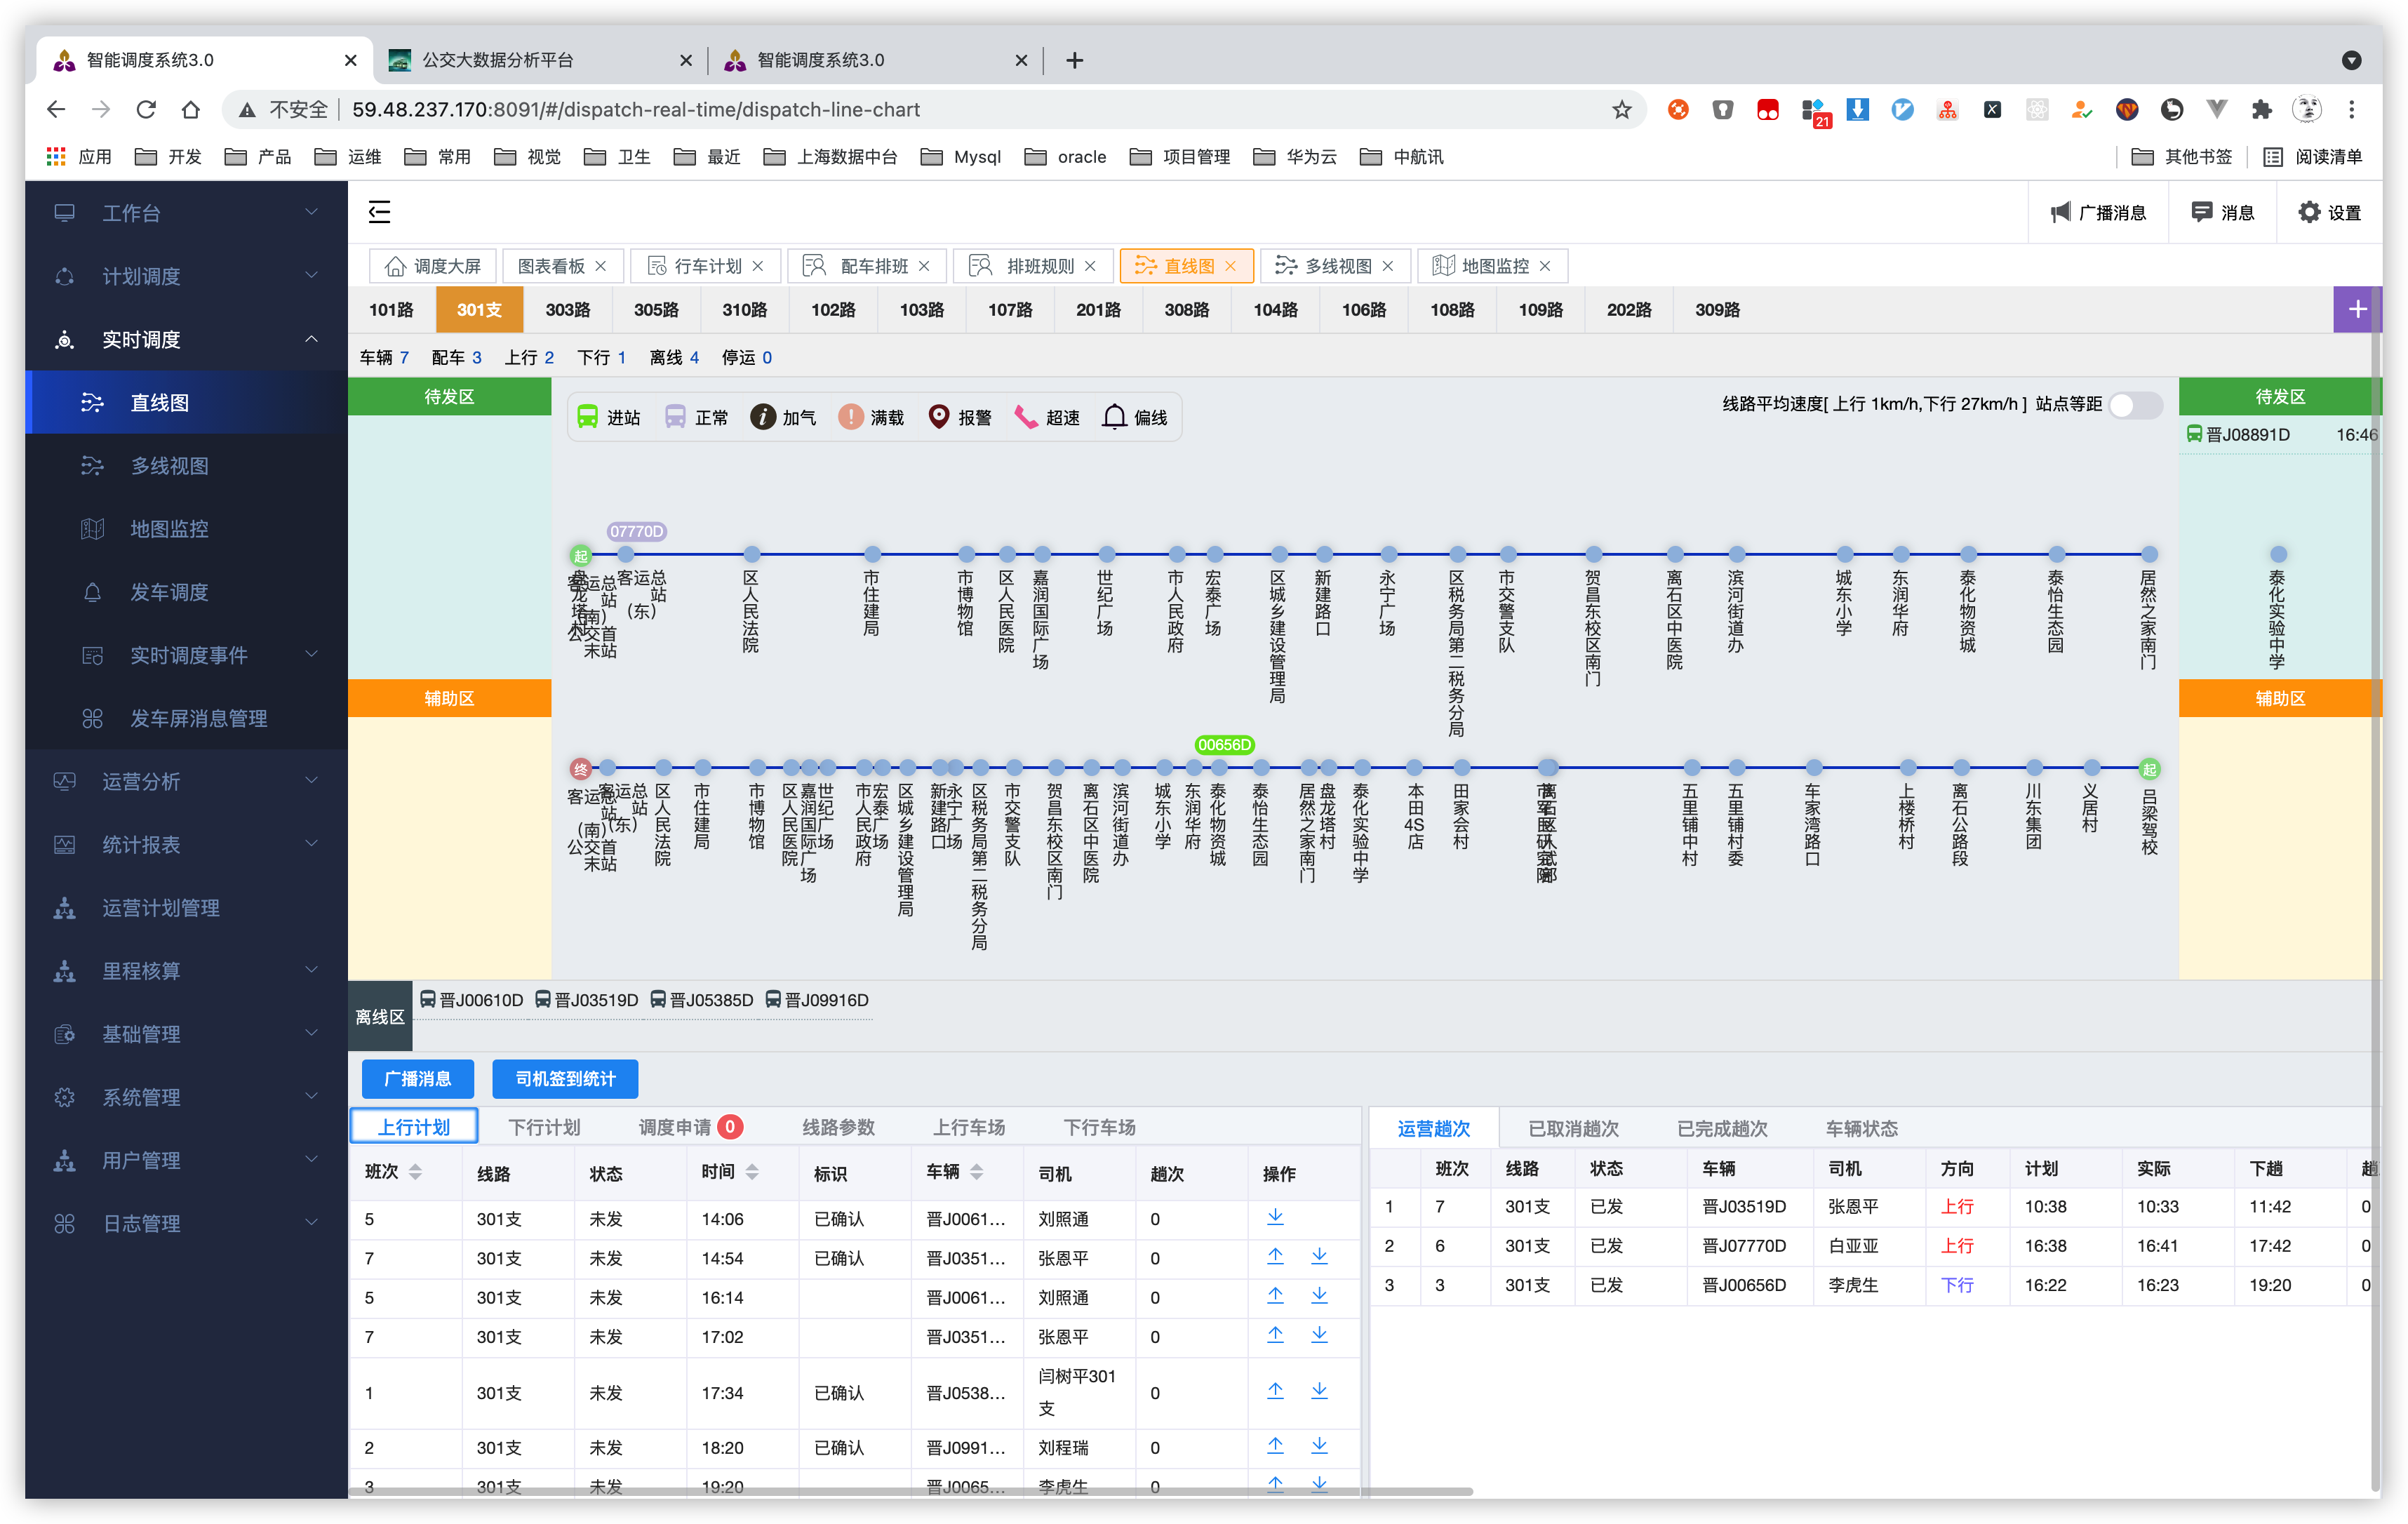 智能调度系统3.0
公交大数据分析平台
智能调度系统3.0
不安全 59.48.237.170:8091/#/dispatch-real-time/dispatch-line-chart
21
应用 开发 产品 运维 常用 视觉 卫生 最近 上海数据中台 Mysql oracle 项目管理 华为云 中航讯 其他书签 阅读清单
工作台
计划调度
实时调度
直线图
多线视图
地图监控
发车调度
实时调度事件
发车屏消息管理
运营分析
统计报表
运营计划管理
里程核算
基础管理
系统管理
用户管理
日志管理
广播消息 消息 设置
调度大屏 图表看板 行车计划 配车排班 排班规则 直线图 多线视图 地图监控
101路 301支 303路 305路 310路 102路 103路 107路 201路 308路 104路 106路 108路 109路 202路 309路
车辆 7 配车 3 上行 2 下行 1 离线 4 停运 0
待发区
辅助区
进站 正常 加气 满载 报警 超速 偏线
线路平均速度[ 上行 1km/h,下行 27km/h ] 站点等距
待发区
晋J08891D 16:46
辅助区
07770D
起
盘龙塔村
客运总站(南)公交首末站
客运总站(东)
区人民法院
市住建局
市博物馆
区人民医院
嘉润国际广场
世纪广场
市人民政府
宏泰广场
区城乡建设管理局
新建路口
永宁广场
区税务局第二税务分局
市交警支队
贺昌东校区南门
离石区中医院
滨河街道办
城东小学
东润华府
泰化物资城
泰怡生态园
居然之家南门
泰化实验中学
00656D
终
客运总站(南)公交首末站
客运总站(东)
区人民法院
市住建局
市博物馆
区人民医院
嘉润国际广场
世纪广场
市人民政府
宏泰广场
区城乡建设管理局
新建路口
永宁广场
区税务局第二税务分局
市交警支队
贺昌东校区南门
离石区中医院
滨河街道办
城东小学
东润华府
泰化物资城
泰怡生态园
居然之家南门
盘龙塔村
泰化实验中学
本田4S店
田家会村
五里铺中村
五里铺村委
车家湾路口
上楼桥村
离石公路段
川东集团
义居村
吕梁驾校
起
离线区
晋J00610D 晋J03519D 晋J05385D 晋J09916D
广播消息 司机签到统计
上行计划 下行计划 调度申请 0 线路参数 上行车场 下行车场
班次 线路 状态 时间 标识 车辆 司机 趟次 操作
5 301支 未发 14:06 已确认 晋J0061... 刘照通 0
7 301支 未发 14:54 已确认 晋J0351... 张恩平 0
5 301支 未发 16:14 晋J0061... 刘照通 0
7 301支 未发 17:02 晋J0351... 张恩平 0
1 301支 未发 17:34 已确认 晋J0538... 闫树平301支 0
2 301支 未发 18:20 已确认 晋J0991... 刘程瑞 0
3 301支 未发 19:20 晋J0065... 李虎生 0
运营趟次 已取消趟次 已完成趟次 车辆状态
班次 线路 状态 车辆 司机 方向 计划 实际 下趟 趟
1 7 301支 已发 晋J03519D 张恩平 上行 10:38 10:33 11:42 0
2 6 301支 已发 晋J07770D 白亚亚 上行 16:38 16:41 17:42 0
3 3 301支 已发 晋J00656D 李虎生 下行 16:22 16:23 19:20 0